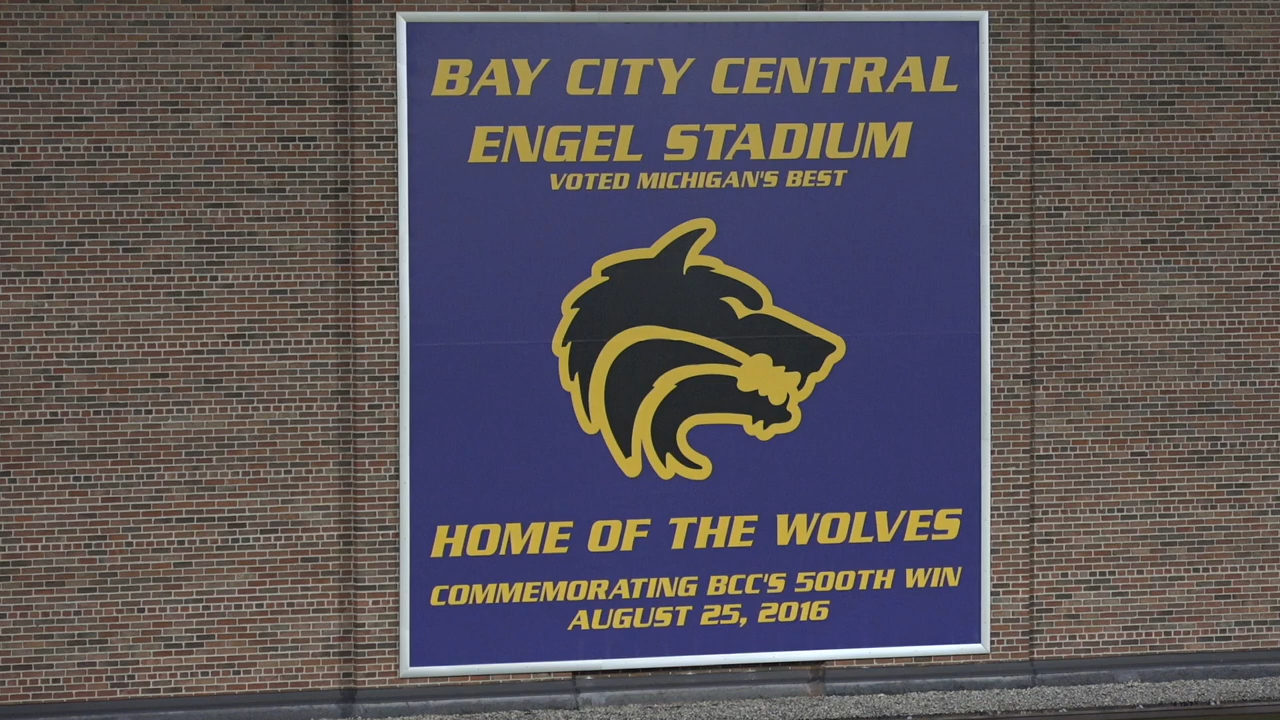 BAY CITY CENTRAL
ENGEL STADIUM
VOTED MICHIGAN'S BEST
HOME OF THE WOLVES
COMMEMORATING BCC'S 500TH WIN
AUGUST 25, 2016